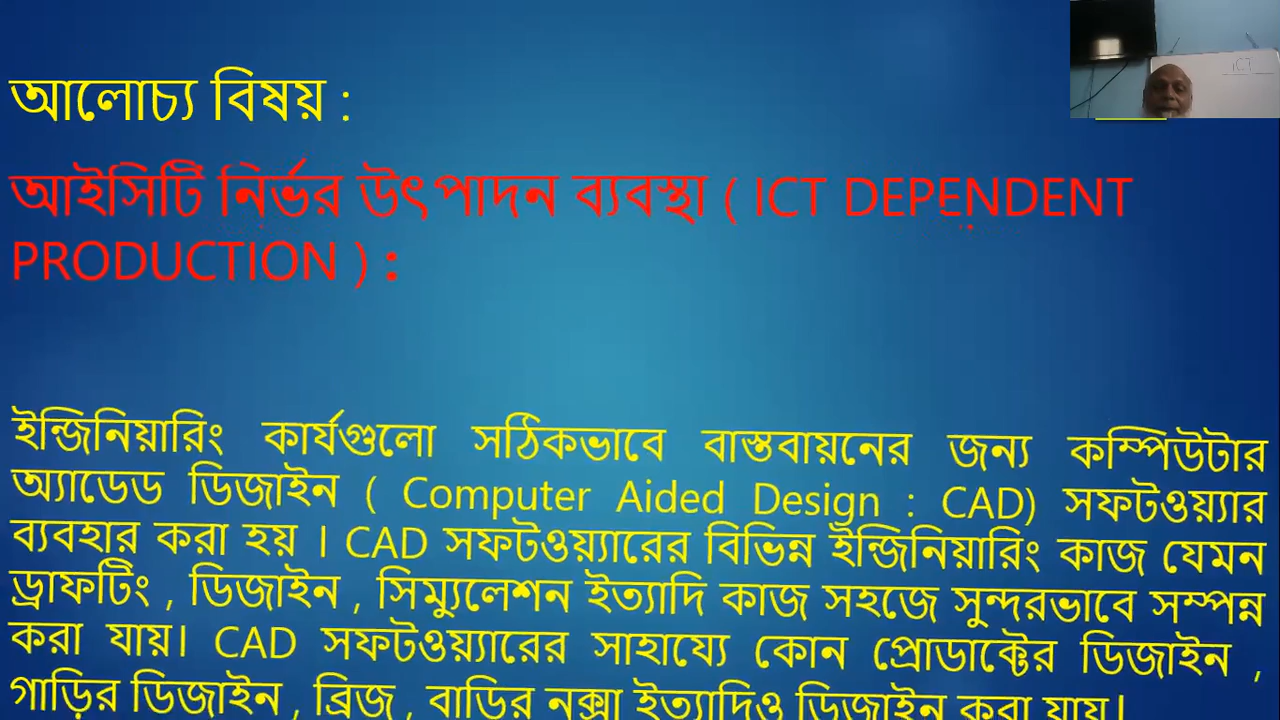 আলোচ্য বিষয় :
ICT
আইসিটি নির্ভর উৎপাদন ব্যবস্থা ( ICT DEPENDENT
PRODUCTION ) :
ইন্জিনিয়ারিং কার্যগুলো সঠিকভাবে বাস্তবায়নের জন্য কম্পিউটার
অ্যাডেড ডিজাইন ( Computer Aided Design : CAD) সফটওয়্যার
ব্যবহার করা হয় । CAD সফটওয়্যারের বিভিন্ন ইন্জিনিয়ারিং কাজ যেমন
ড্রাফটিং , ডিজাইন , সিম্যুলেশন ইত্যাদি কাজ সহজে সুন্দরভাবে সম্পন্ন
করা যায়। CAD সফটওয়্যারের সাহায্যে কোন প্রোডাক্টের ডিজাইন ,
গাড়ির ডিজাইন , ব্রিজ , বাড়ির নক্সা ইত্যাদিও ডিজাইন করা যায়।